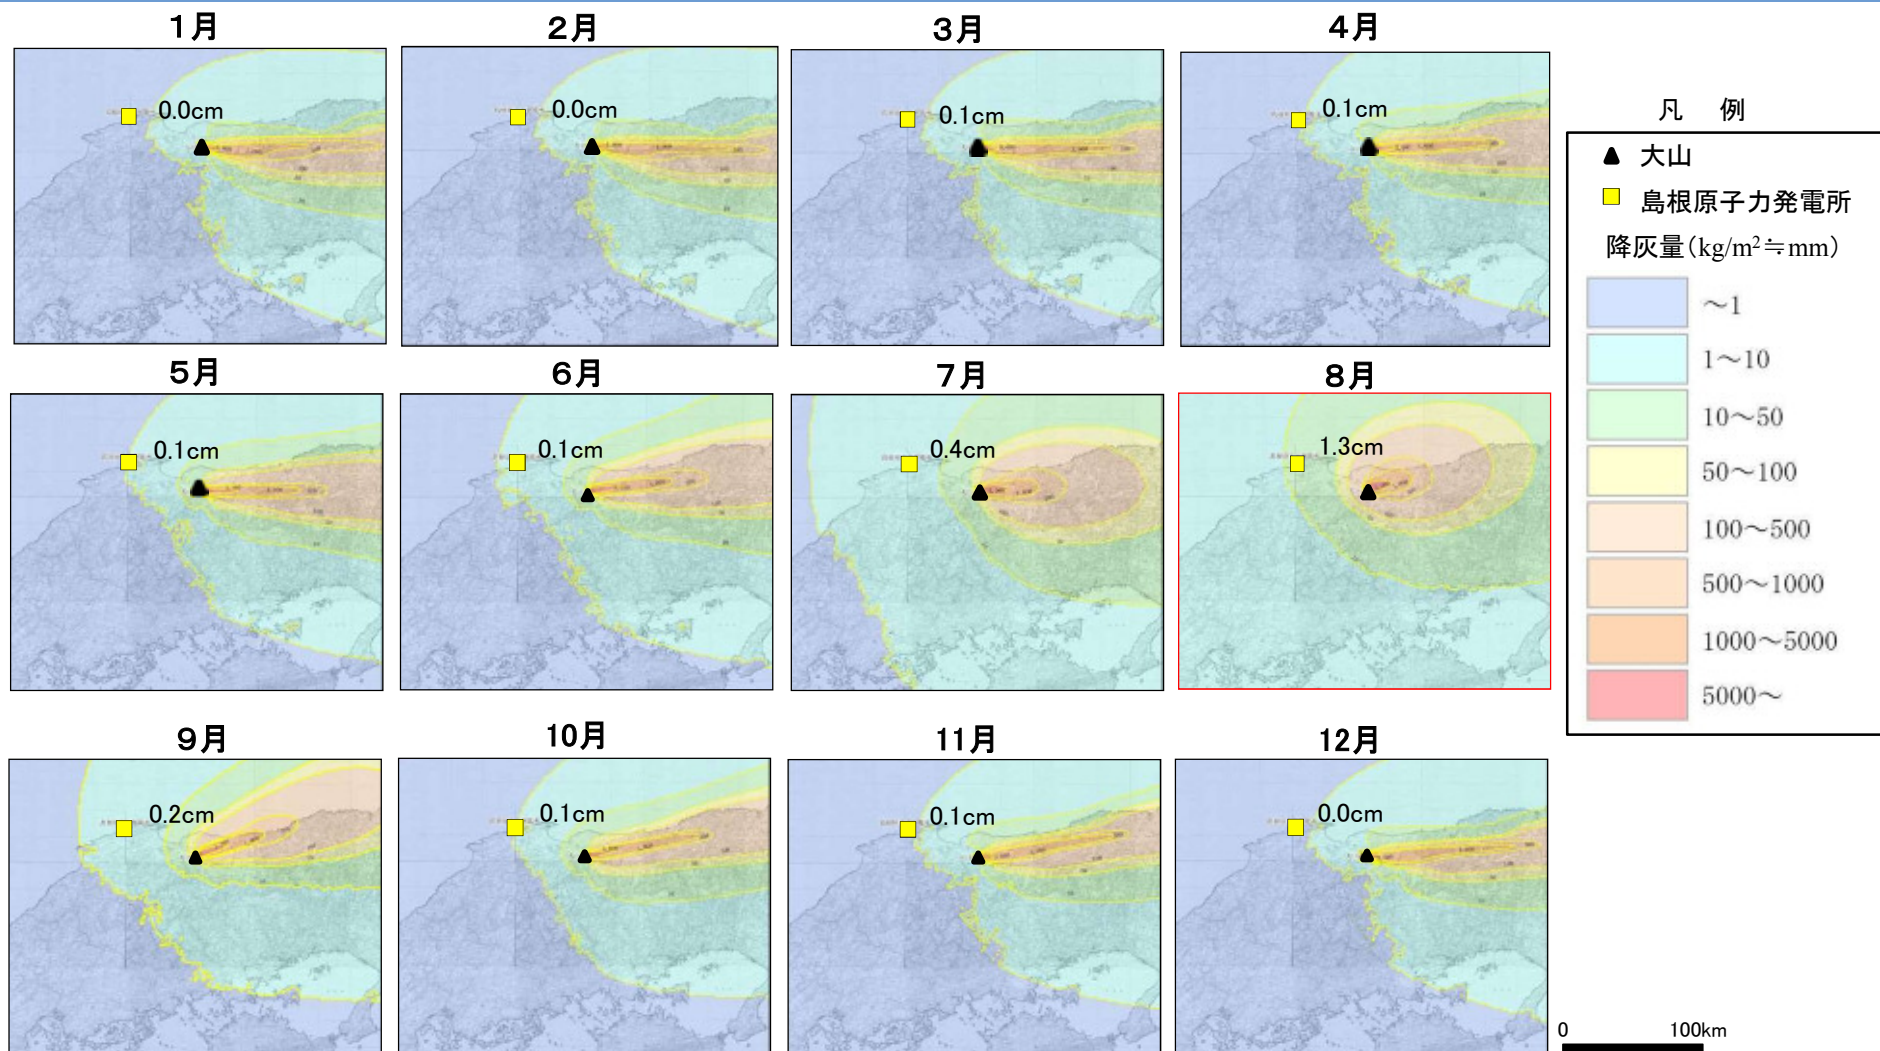 1月
2月
3月
4月
0.0cm
0.0cm
0.1cm
0.1cm
5月
6月
7月
8月
0.1cm
0.1cm
0.4cm
1.3cm
9月
10月
11月
12月
0.2cm
0.1cm
0.1cm
0.0cm
凡 例
大山
島根原子力発電所
降灰量(kg/m²≒mm)
～1
1～10
10～50
50～100
100～500
500～1000
1000～5000
5000～
0 100km